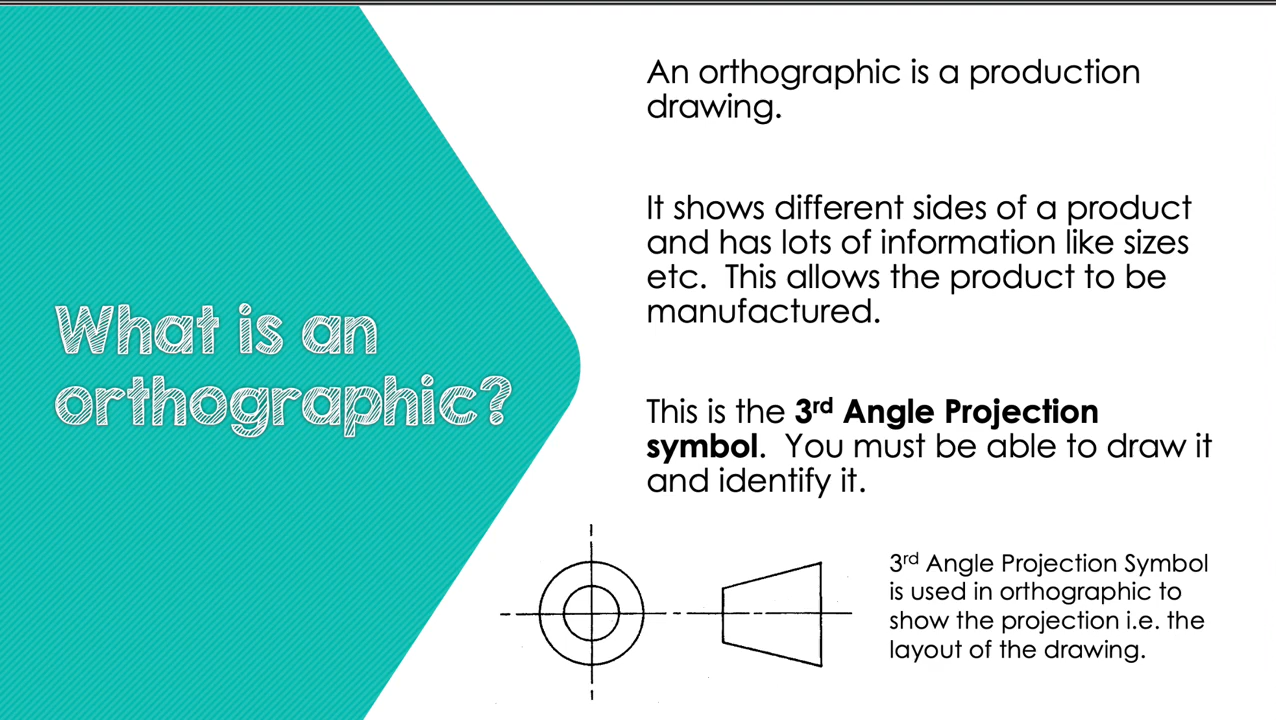 What is an
orthographic?
An orthographic is a production
drawing.
It shows different sides of a product
and has lots of information like sizes
etc.  This allows the product to be
manufactured.
This is the 3rd Angle Projection
symbol.  You must be able to draw it
and identify it.
3rd Angle Projection Symbol
is used in orthographic to
show the projection i.e. the
layout of the drawing.